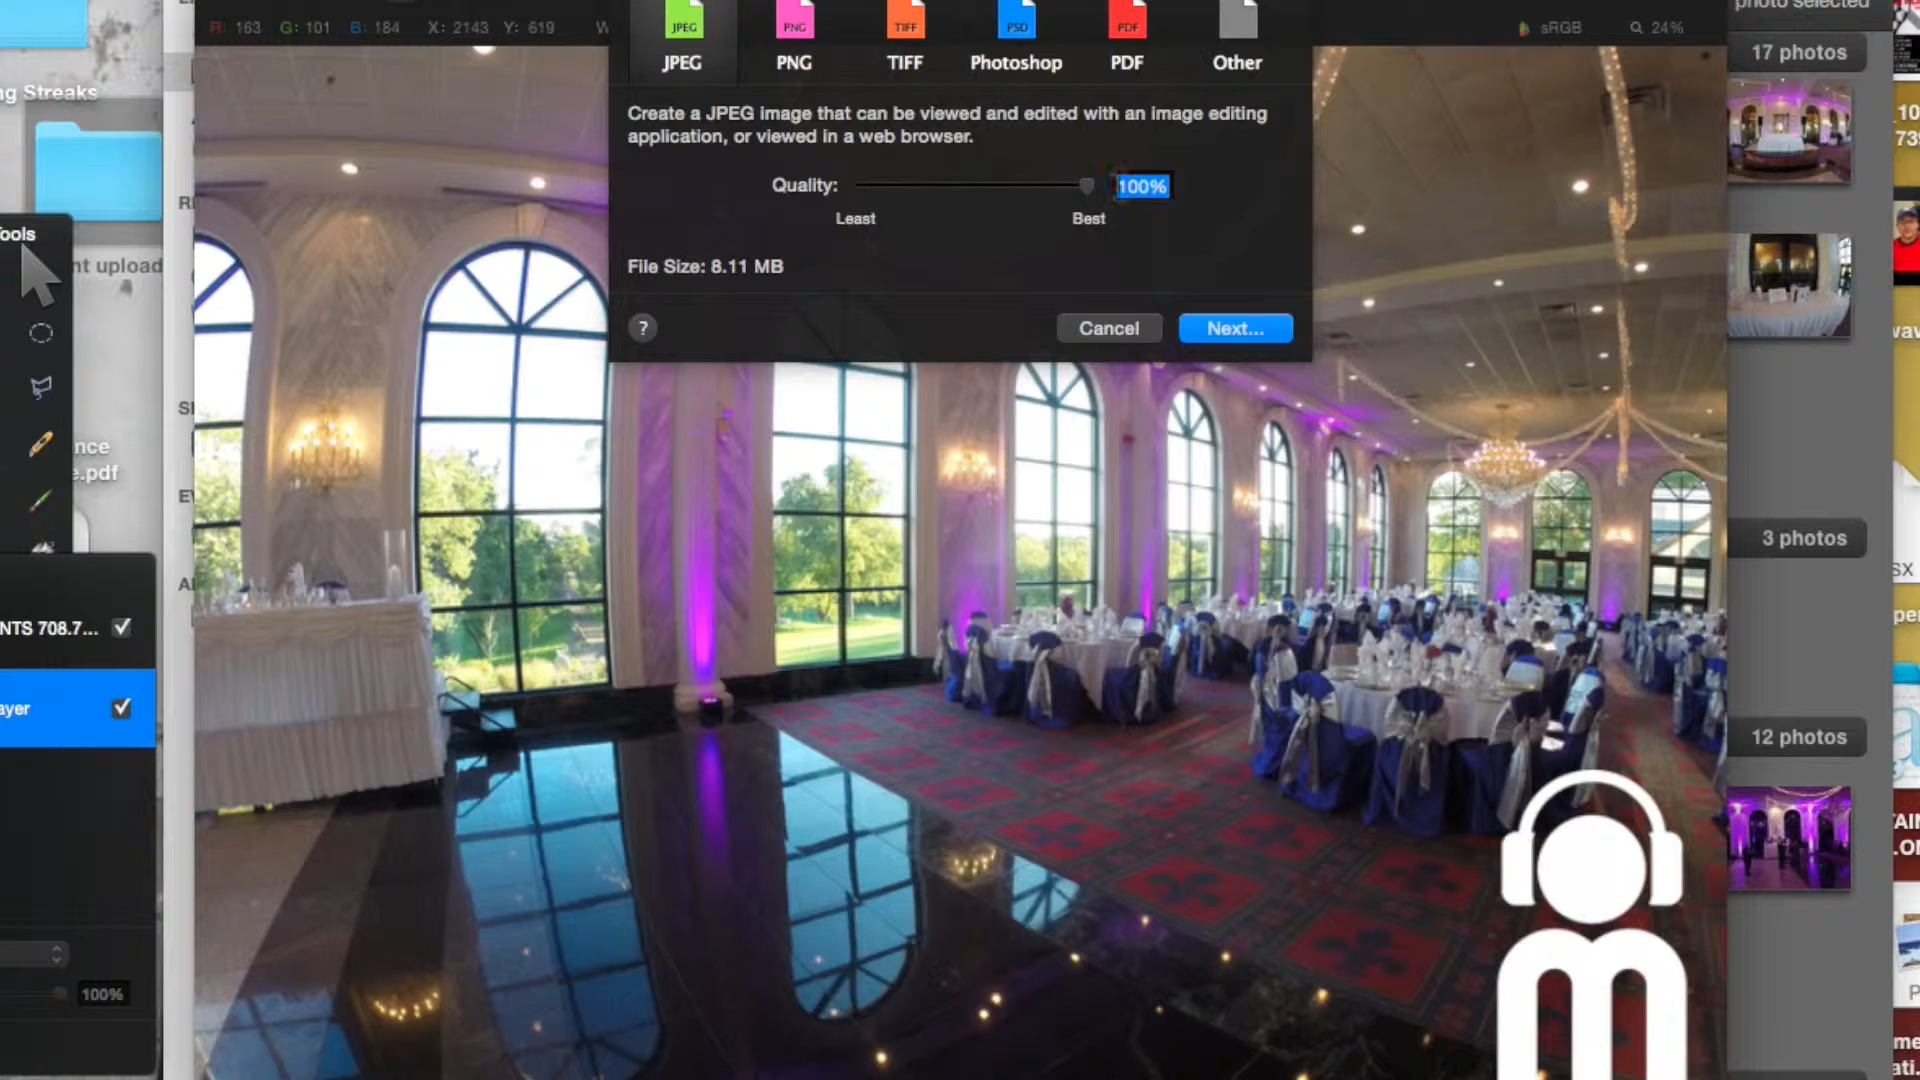 R: 163 G: 101 B: 184 X: 2143 Y: 619 W
sRGB 24%
photo selected
JPEG PNG TIFF PSD PDF
JPEG PNG TIFF Photoshop PDF Other
Create a JPEG image that can be viewed and edited with an image editing
application, or viewed in a web browser.
Quality: 100%
Least Best
File Size: 8.11 MB
? Cancel Next...
17 photos
3 photos
12 photos
ng Streaks
ools
nt upload
nce
e.pdf
NTS 708.7...
ayer
100%